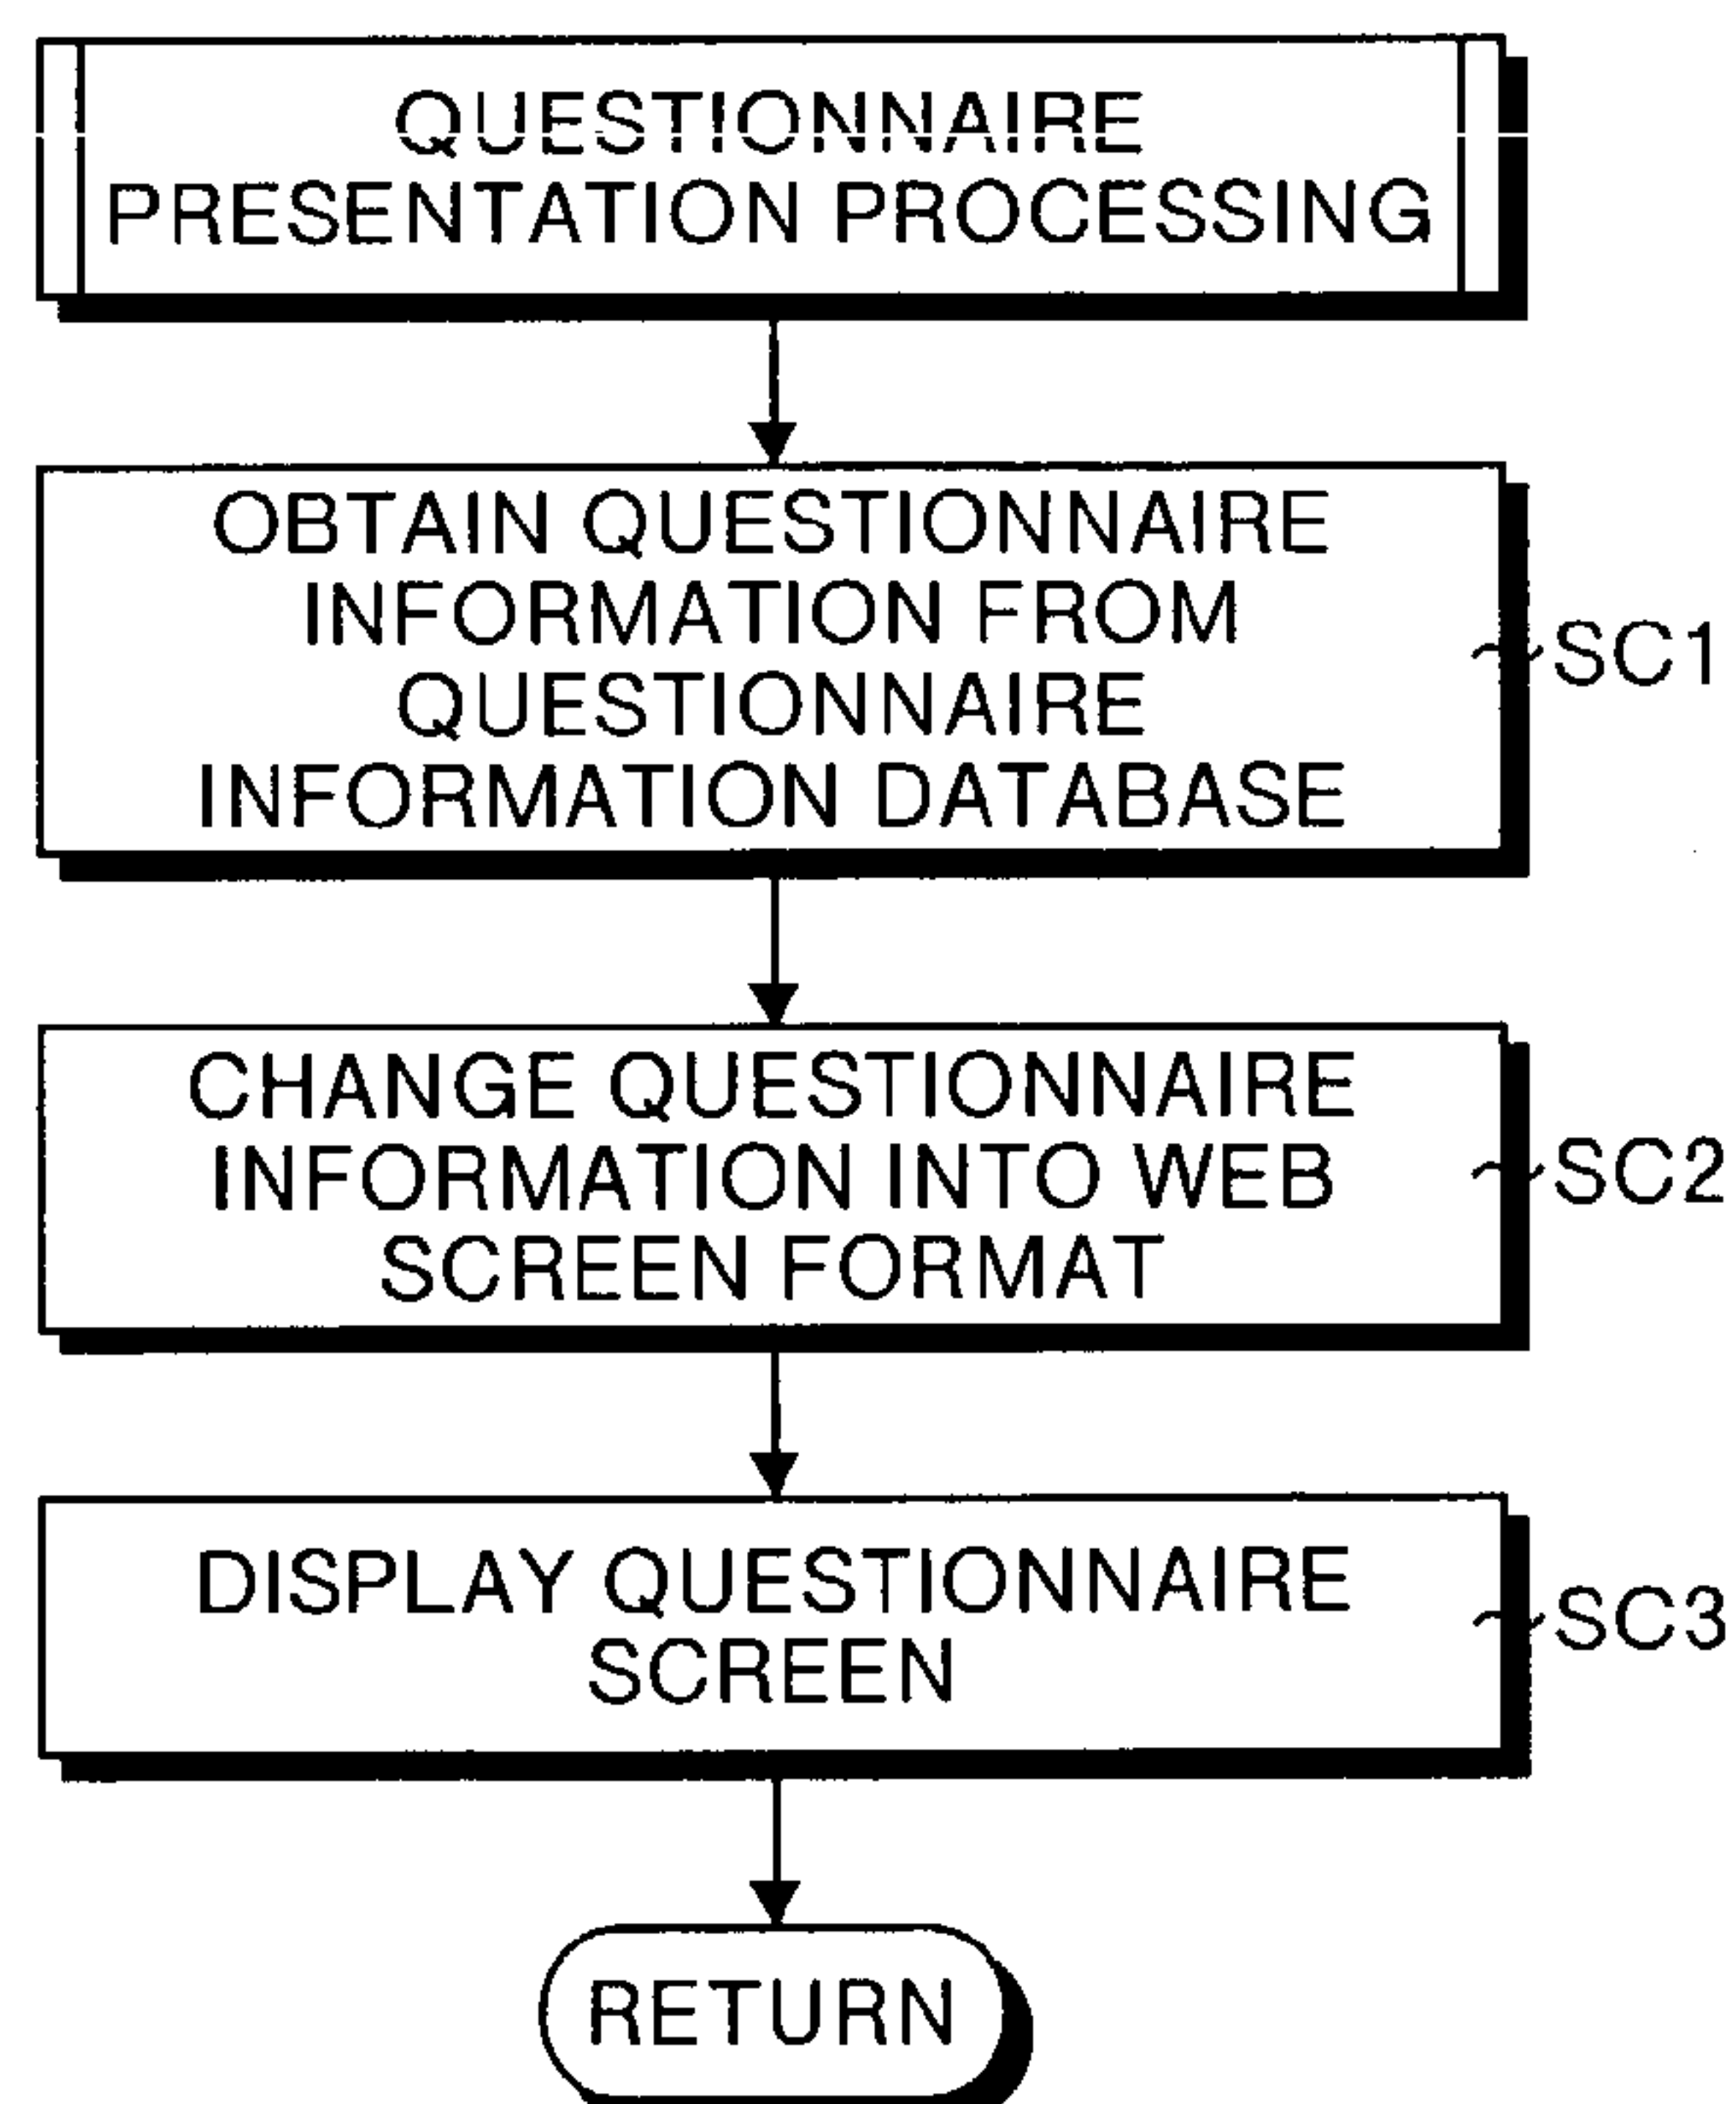 QUESTIONNAIRE
PRESENTATION PROCESSING
OBTAIN QUESTIONNAIRE
INFORMATION FROM
QUESTIONNAIRE
INFORMATION DATABASE
SC1
CHANGE QUESTIONNAIRE
INFORMATION INTO WEB
SCREEN FORMAT
SC2
DISPLAY QUESTIONNAIRE
SCREEN
SC3
RETURN